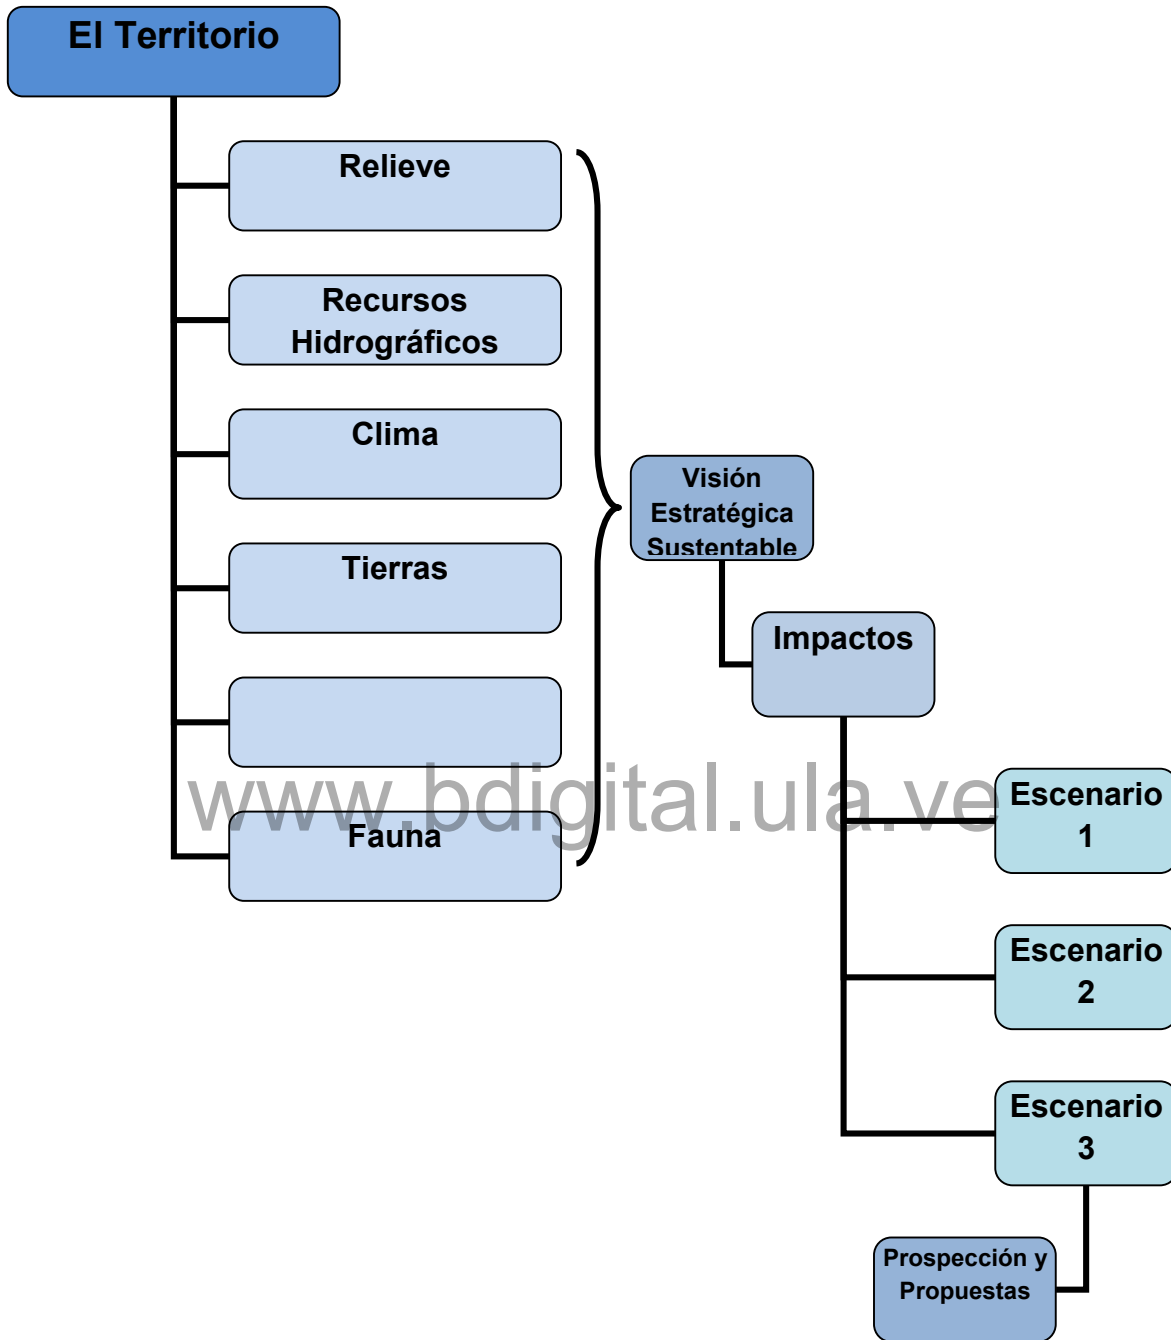 El Territorio
Relieve
Recursos
Hidrográficos
Clima
Tierras
Fauna
Visión
Estratégica
Sustentable
Impactos
www.bdigital.ula.ve
Escenario
1
Escenario
2
Escenario
3
Prospección y
Propuestas